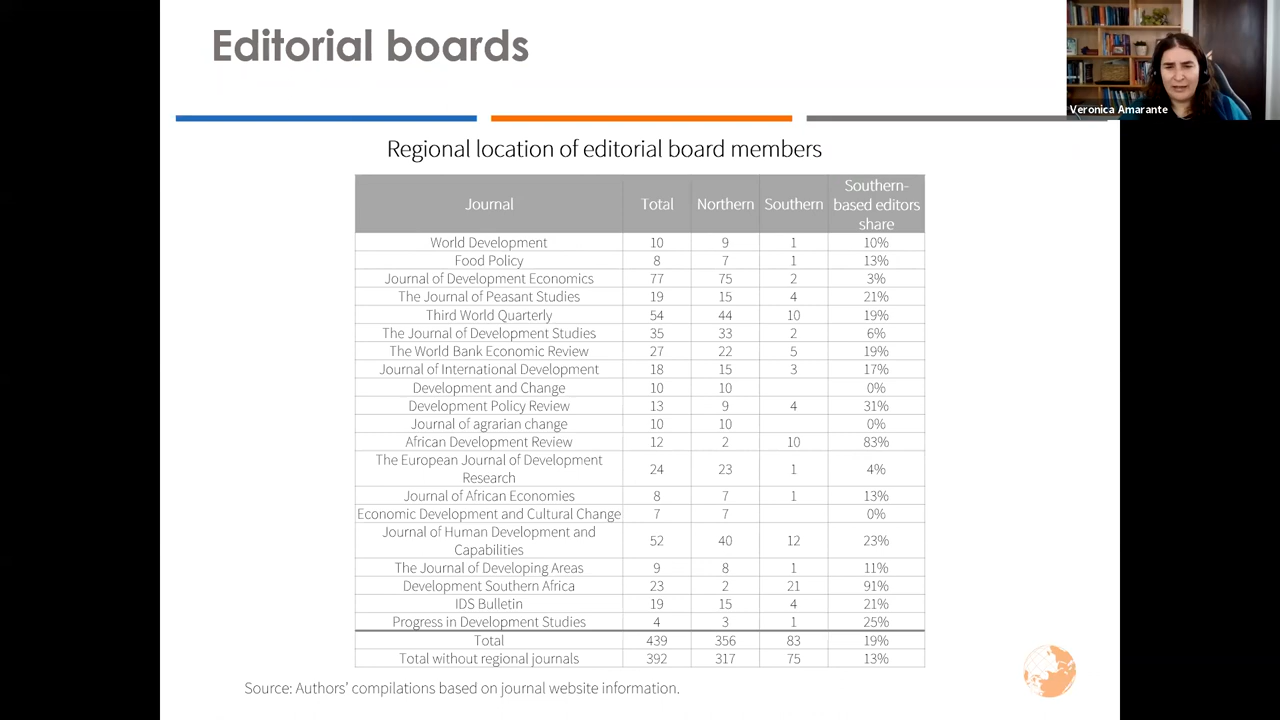 Editorial boards
Veronica Amarante
Regional location of editorial board members
Journal Total Northern Southern Southern-based editors share
World Development 10 9 1 10%
Food Policy 8 7 1 13%
Journal of Development Economics 77 75 2 3%
The Journal of Peasant Studies 19 15 4 21%
Third World Quarterly 54 44 10 19%
The Journal of Development Studies 35 33 2 6%
The World Bank Economic Review 27 22 5 19%
Journal of International Development 18 15 3 17%
Development and Change 10 10 0%
Development Policy Review 13 9 4 31%
Journal of agrarian change 10 10 0%
African Development Review 12 2 10 83%
The European Journal of Development Research 24 23 1 4%
Journal of African Economies 8 7 1 13%
Economic Development and Cultural Change 7 7 0%
Journal of Human Development and Capabilities 52 40 12 23%
The Journal of Developing Areas 9 8 1 11%
Development Southern Africa 23 2 21 91%
IDS Bulletin 19 15 4 21%
Progress in Development Studies 4 3 1 25%
Total 439 356 83 19%
Total without regional journals 392 317 75 13%
Source: Authors' compilations based on journal website information.